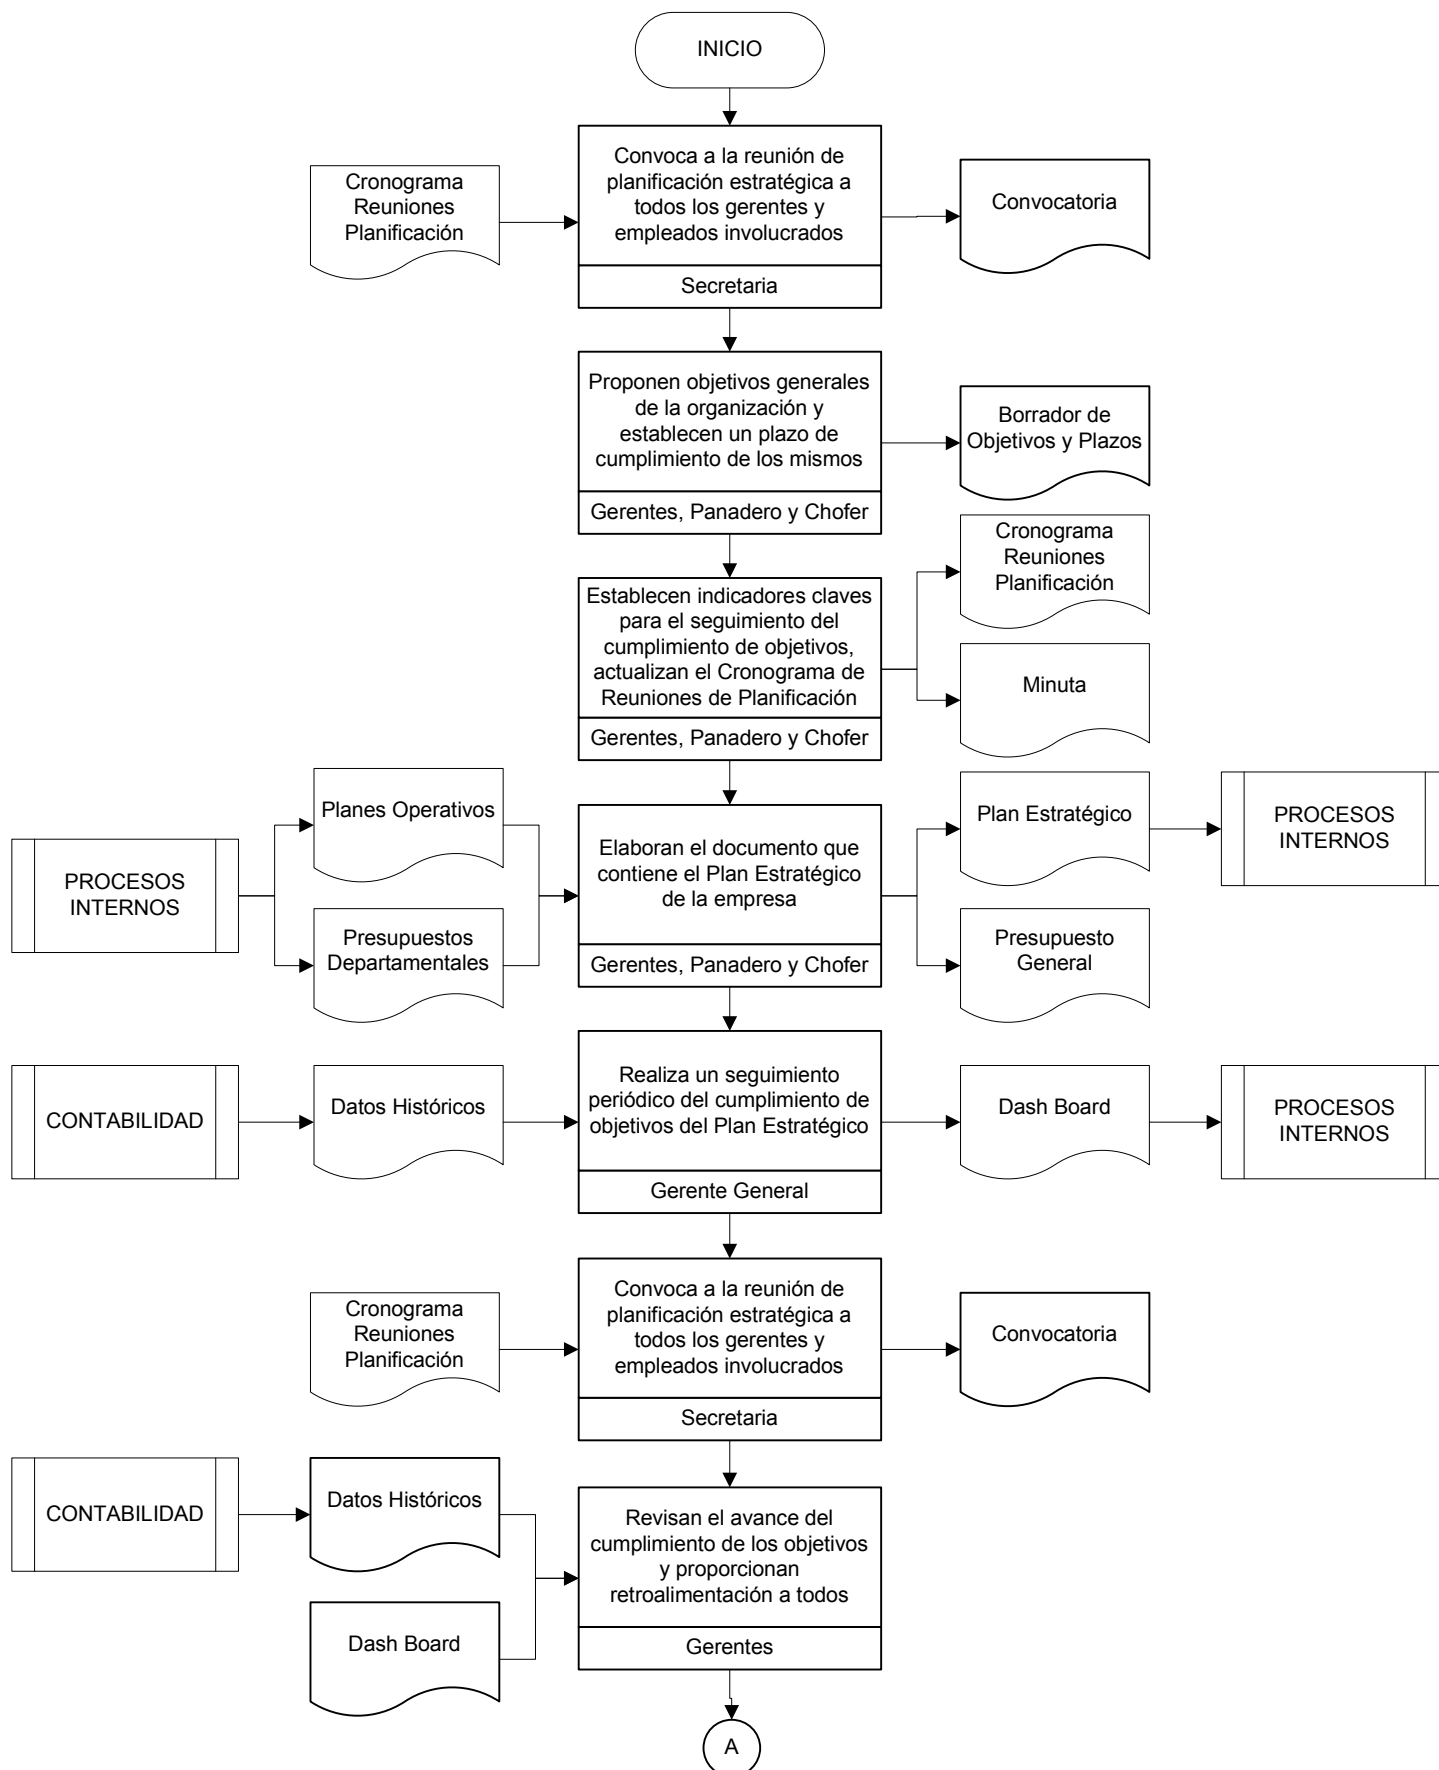 INICIO
Cronograma
Reuniones
Planificación
Convoca a la reunión de
planificación estratégica a
todos los gerentes y
empleados involucrados
Secretaria
Convocatoria
Proponen objetivos generales
de la organización y
establecen un plazo de
cumplimiento de los mismos
Gerentes, Panadero y Chofer
Borrador de
Objetivos y Plazos
Establecen indicadores claves
para el seguimiento del
cumplimiento de objetivos,
actualizan el Cronograma de
Reuniones de Planificación
Gerentes, Panadero y Chofer
Cronograma
Reuniones
Planificación
Minuta
PROCESOS
INTERNOS
Planes Operativos
Presupuestos
Departamentales
Elaboran el documento que
contiene el Plan Estratégico
de la empresa
Gerentes, Panadero y Chofer
Plan Estratégico
Presupuesto
General
PROCESOS
INTERNOS
CONTABILIDAD
Datos Históricos
Realiza un seguimiento
periódico del cumplimiento de
objetivos del Plan Estratégico
Gerente General
Dash Board
PROCESOS
INTERNOS
Cronograma
Reuniones
Planificación
Convoca a la reunión de
planificación estratégica a
todos los gerentes y
empleados involucrados
Secretaria
Convocatoria
CONTABILIDAD
Datos Históricos
Dash Board
Revisan el avance del
cumplimiento de los objetivos
y proporcionan
retroalimentación a todos
Gerentes
A